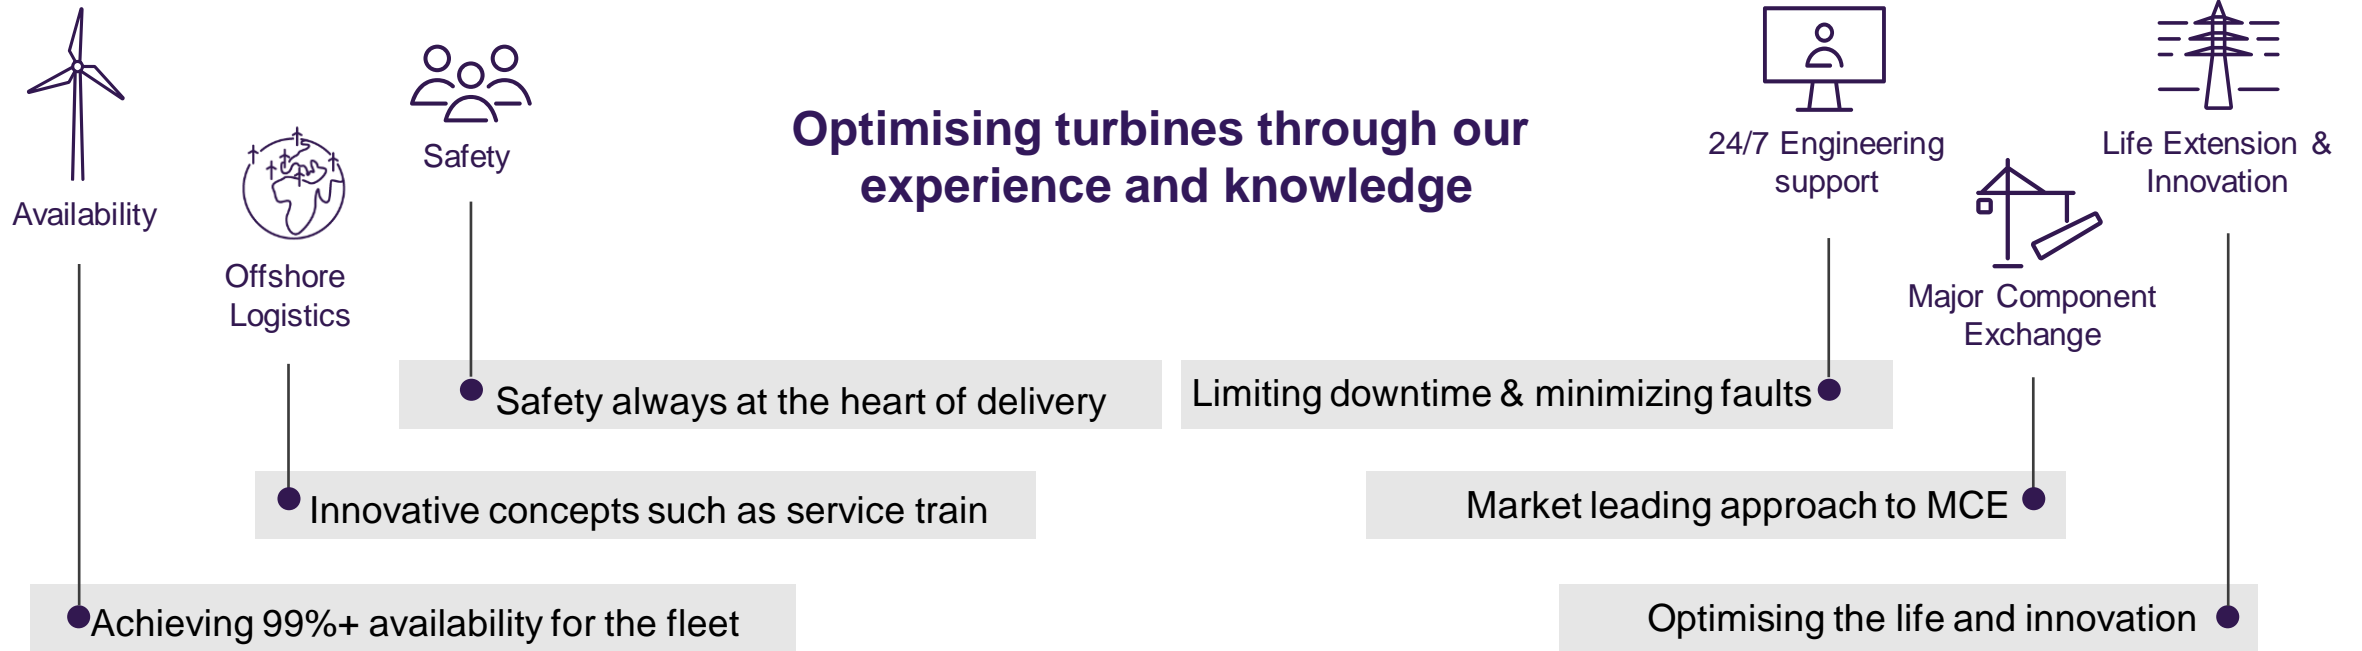 Optimising turbines through our
experience and knowledge
Availability
Offshore
Logistics
Safety
24/7 Engineering
support
Major Component
Exchange
Life Extension &
Innovation
Safety always at the heart of delivery
Limiting downtime & minimizing faults
Innovative concepts such as service train
Market leading approach to MCE
Achieving 99%+ availability for the fleet
Optimising the life and innovation